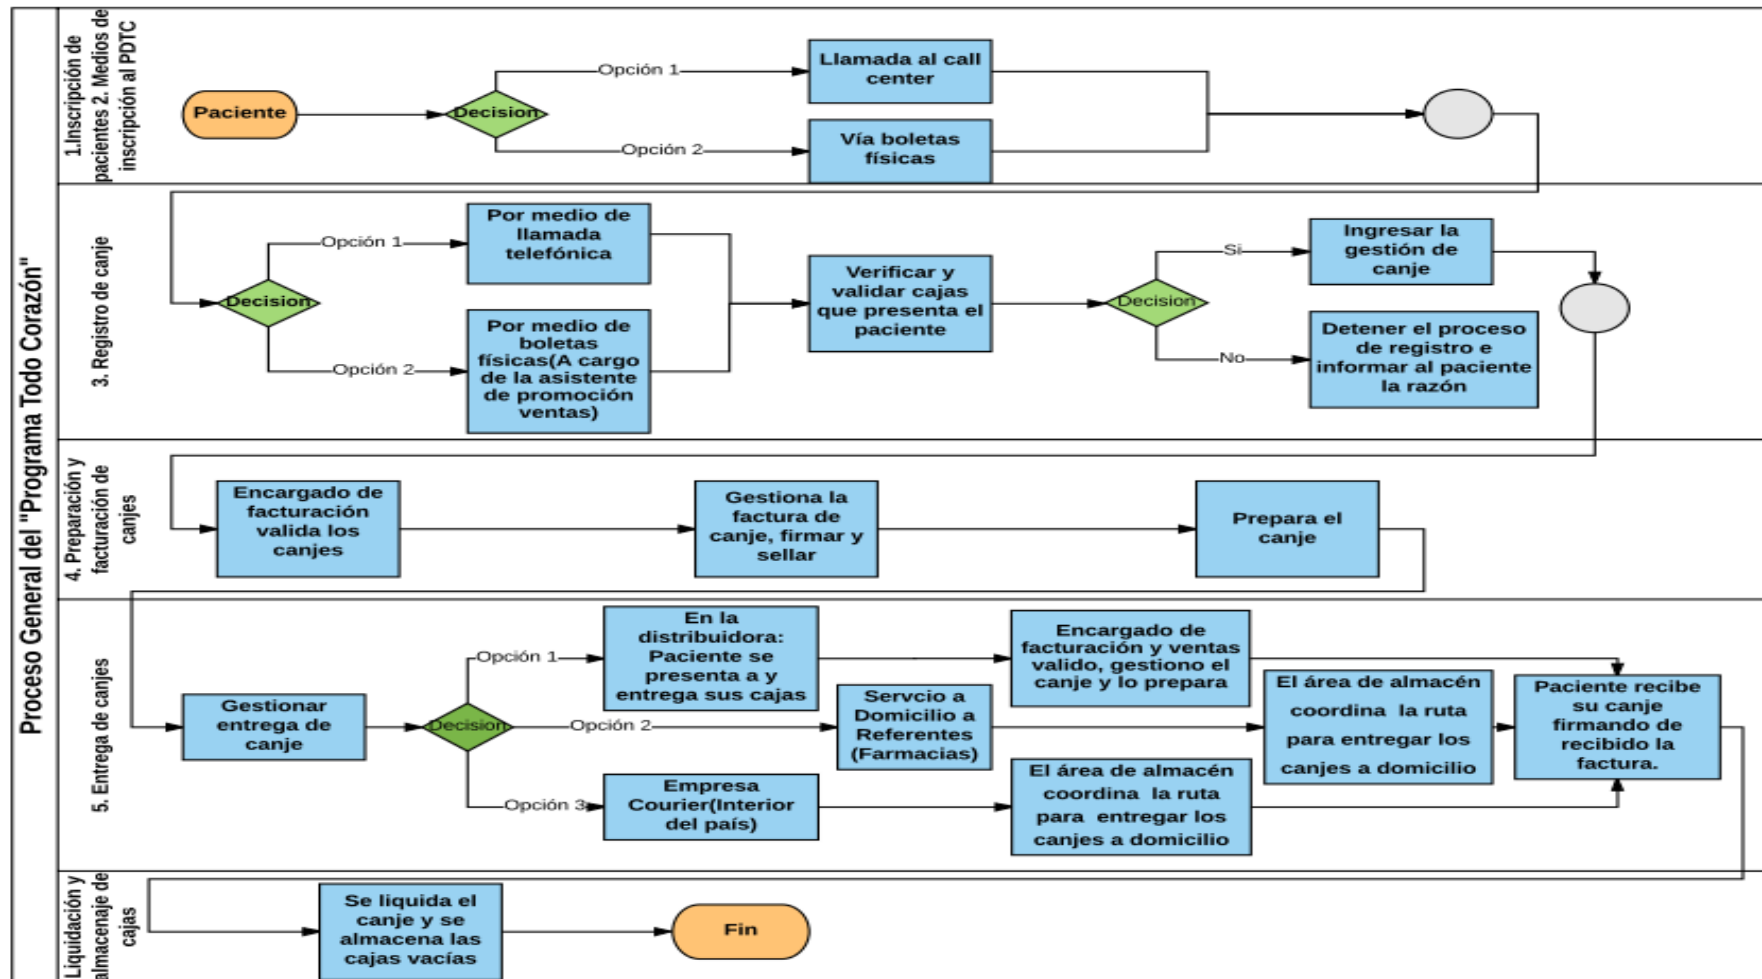 Proceso General del "Programa Todo Corazón"
1.Inscripción de
pacientes 2. Medios de
inscripción al PDTC
Paciente
Decision
Opción 1
Llamada al call
center
Opción 2
Vía boletas
físicas
3. Registro de canje
Decision
Opción 1
Por medio de
llamada
telefónica
Opción 2
Por medio de
boletas
físicas(A cargo
de la asistente
de promoción
ventas)
Verificar y
validar cajas
que presenta el
paciente
Decision
Si
Ingresar la
gestión de
canje
No
Detener el proceso
de registro e
informar al paciente
la razón
4. Preparación y
facturación de
canjes
Encargado de
facturación
valida los
canjes
Gestiona la
factura de
canje, firmar y
sellar
Prepara el
canje
5. Entrega de canjes
Gestionar
entrega de
canje
Decision
Opción 1
En la
distribuidora:
Paciente se
presenta a y
entrega sus cajas
Encargado de
facturación y ventas
valido, gestiono el
canje y lo prepara
Opción 2
Servcio a
Domicilio a
Referentes
(Farmacias)
El área de almacén
coordina la ruta
para entregar los
canjes a domicilio
Opción 3
Empresa
Courier(Interior
del país)
El área de almacén
coordina la ruta
para entregar los
canjes a domicilio
Paciente recibe
su canje
firmando de
recibido la
factura.
Liquidación y
almacenaje de
cajas
Se liquida el
canje y se
almacena las
cajas vacías
Fin